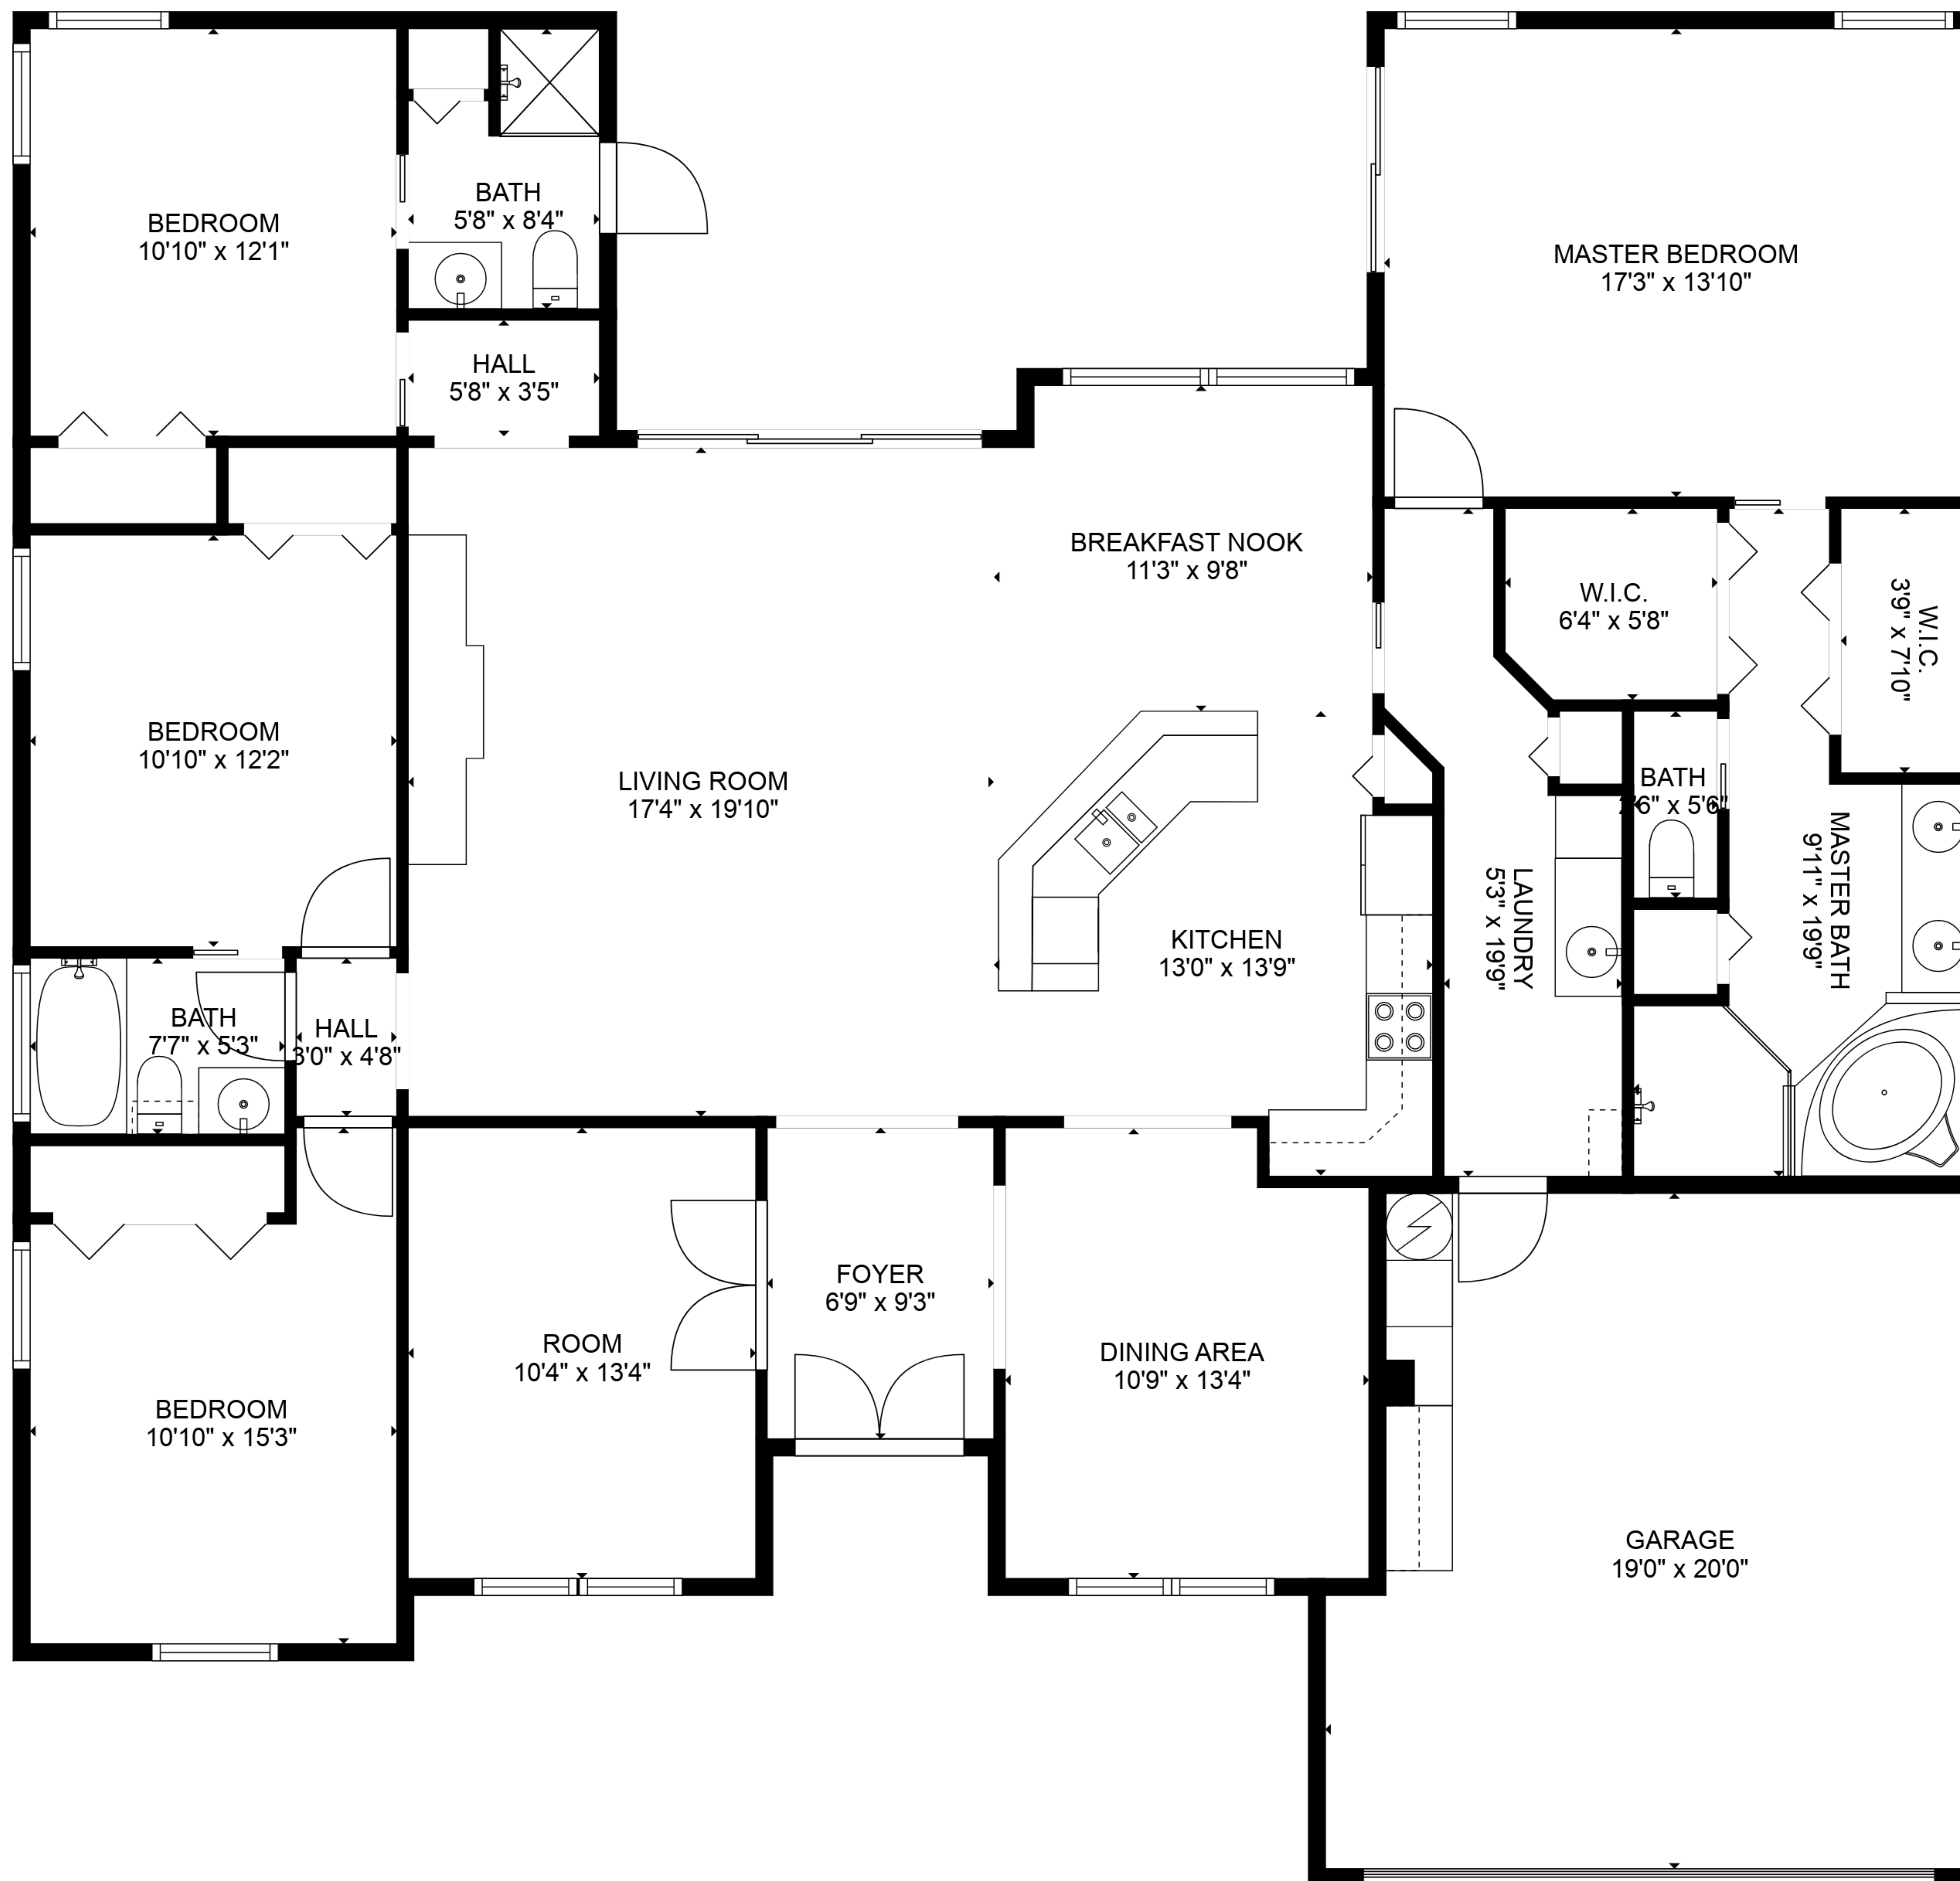 BATH
5'8" x 8'4"
BEDROOM
10'10" x 12'1"
MASTER BEDROOM
17'3" x 13'10"
HALL
5'8" x 3'5"
BREAKFAST NOOK
11'3" x 9'8"
W.I.C.
6'4" x 5'8"
W.I.C.
3'9" x 7'10"
BEDROOM
10'10" x 12'2"
LIVING ROOM
17'4" x 19'10"
BATH
5'6"
MASTER BATH
9'11" x 19'9"
LAUNDRY
5'3" x 19'9"
KITCHEN
13'0" x 13'9"
BATH
7'7" x 5'3"
HALL
3'0" x 4'8"
FOYER
6'9" x 9'3"
ROOM
10'4" x 13'4"
DINING AREA
10'9" x 13'4"
BEDROOM
10'10" x 15'3"
GARAGE
19'0" x 20'0"